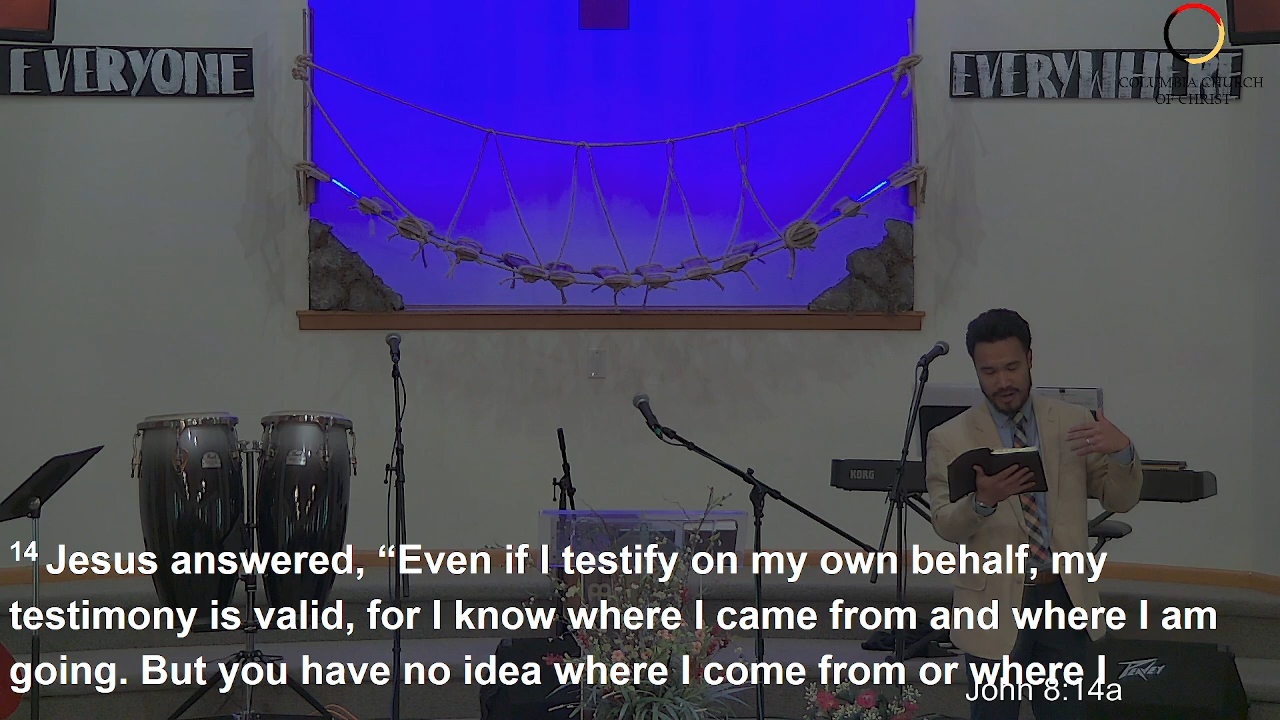 EVERYONE
EVERYWHERE
COLUMBIA CHURCH
OF CHRIST
KORG
14 Jesus answered, “Even if I testify on my own behalf, my
testimony is valid, for I know where I came from and where I am
going. But you have no idea where I come from or where I
PEAVEY
John 8:14a